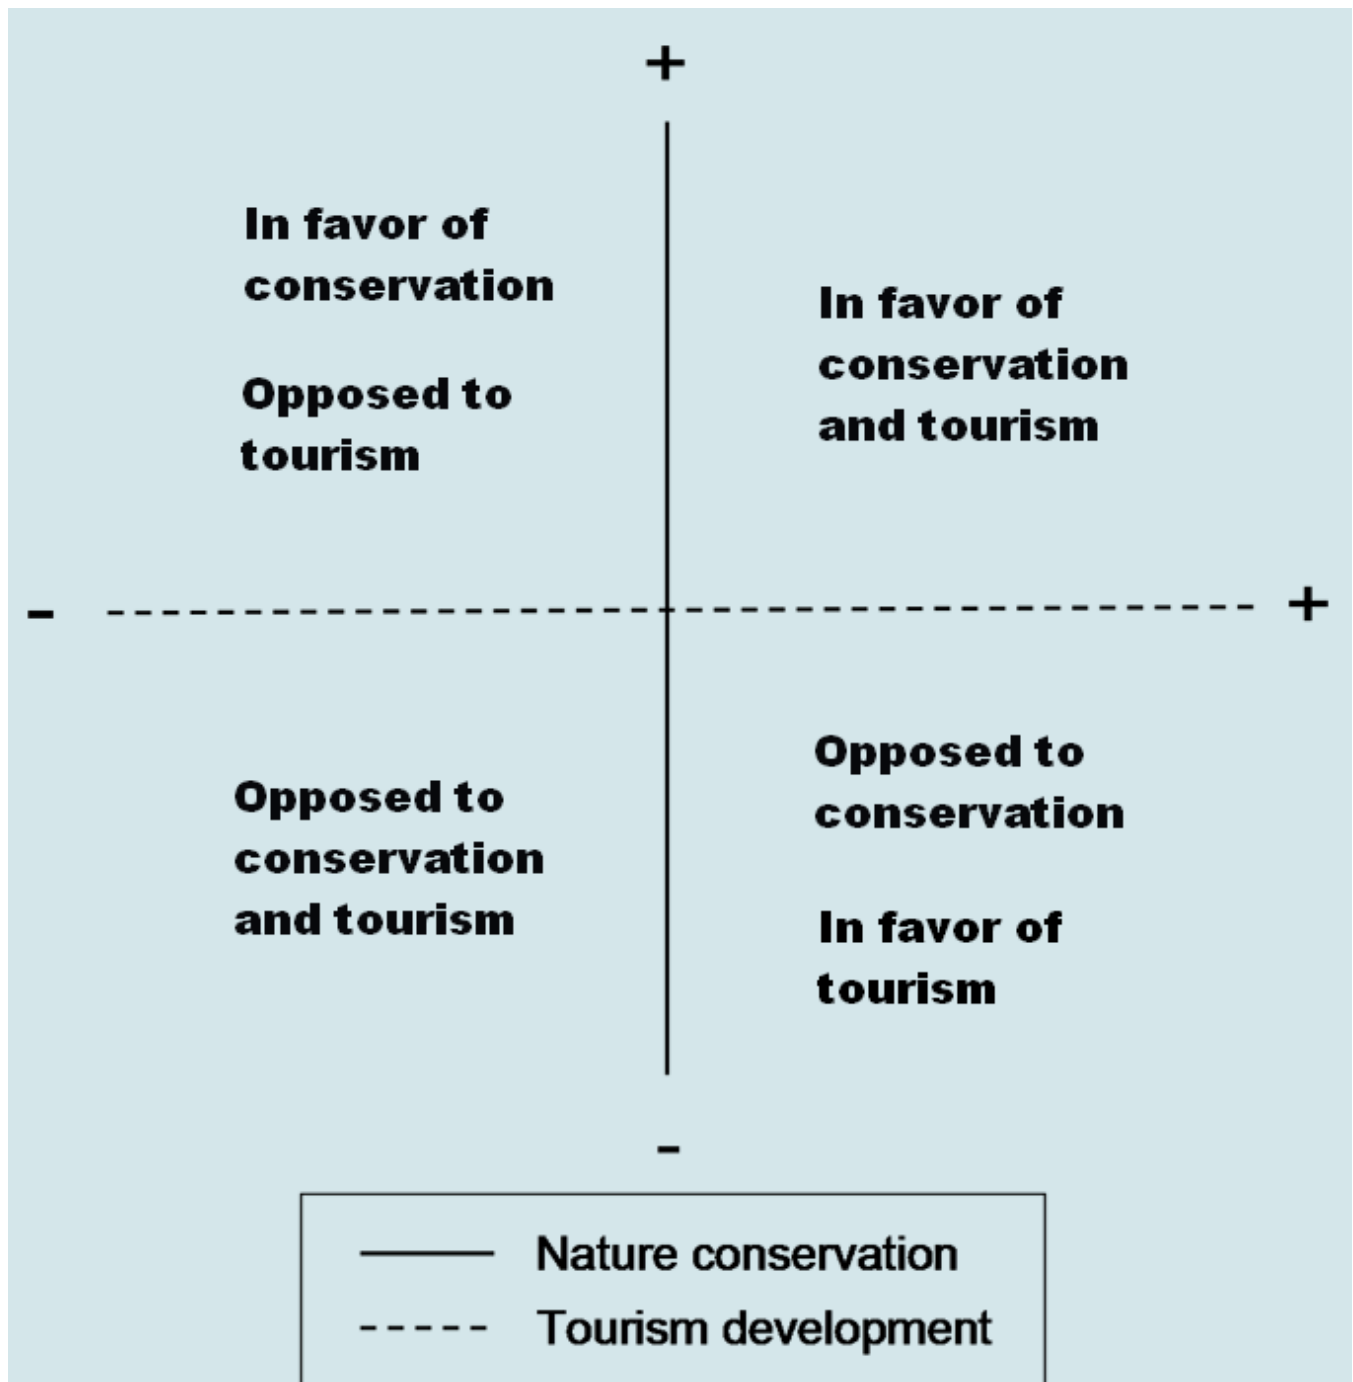 +
In favor of
conservation
Opposed to
tourism
In favor of
conservation
and tourism
-
+
Opposed to
conservation
and tourism
Opposed to
conservation
In favor of
tourism
-
Nature conservation
Tourism development